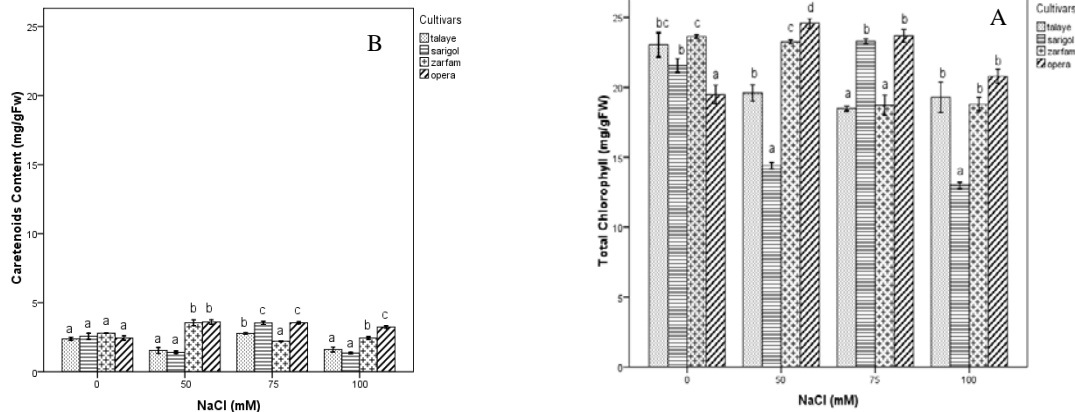 Cultivars
talaye
sarigol
zarfam
opera
B
25
20
15
10
5
0
Caretenoids Content (mg/gFw)
a a a a
a a b b
b c a c
a a b c
0 50 75 100
NaCl (mM)
Cultivars
talaye
sarigol
zarfam
opera
A
25
20
15
10
5
0
Total Chlorophyll (mg/gFW)
bc b c a
b a c d
a b a b
b a b b
0 50 75 100
NaCl (mM)